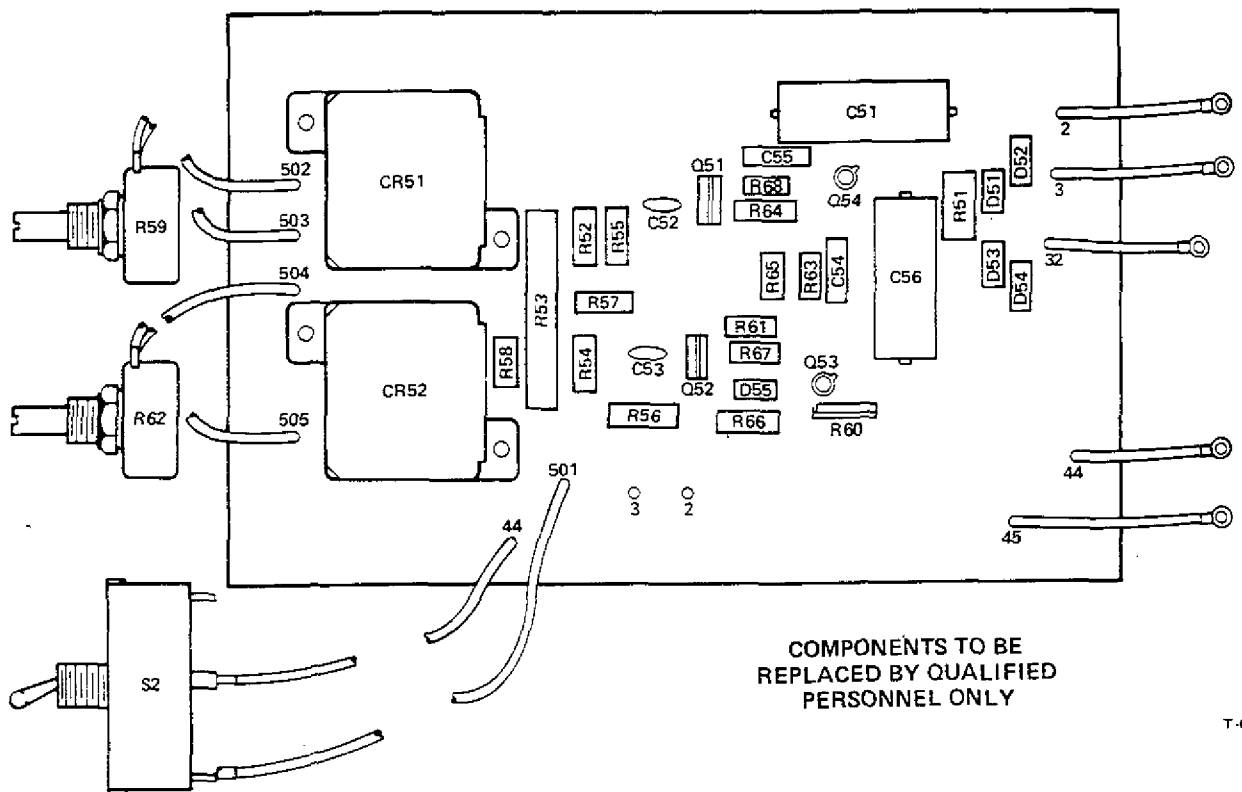 C51
2
D52
C55
Q51
502
CR51
R68
Q54
3
D51
R51
R59
R64
C52
503
R52
R55
32
504
R65
R63
C54
C56
D53
D54
R57
R53
R61
R58
R54
R67
C53
Q52
Q53
CR52
D55
R62
505
R56
R66
R60
501
44
3
2
44
45
S2
COMPONENTS TO BE
REPLACED BY QUALIFIED
PERSONNEL ONLY